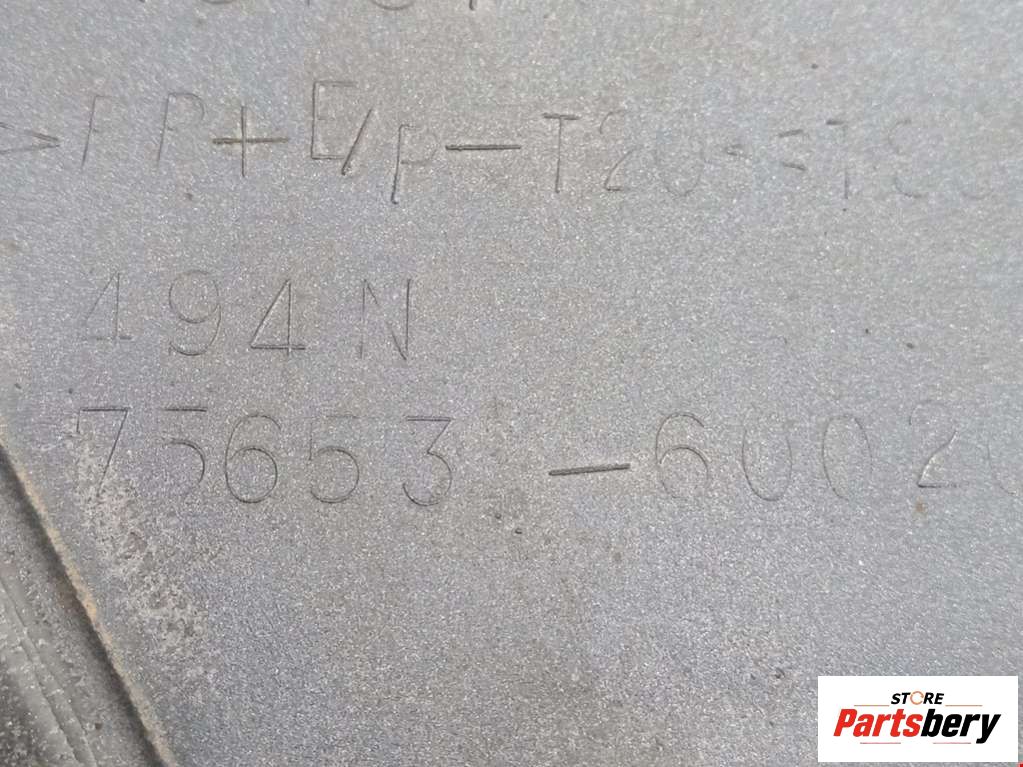 >PP+E/P-T20<
494N
75653-6002
STORE
Partsbery